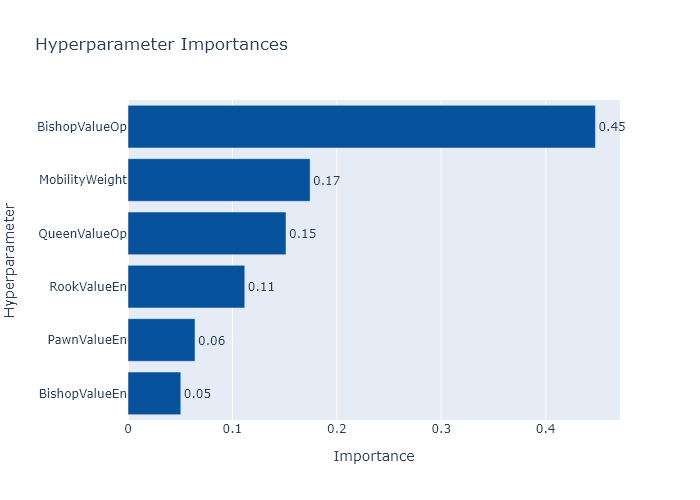 Hyperparameter Importances
Hyperparameter
BishopValueOp 0.45
MobilityWeight 0.17
QueenValueOp 0.15
RookValueEn 0.11
PawnValueEn 0.06
BishopValueEn 0.05
0 0.1 0.2 0.3 0.4
Importance